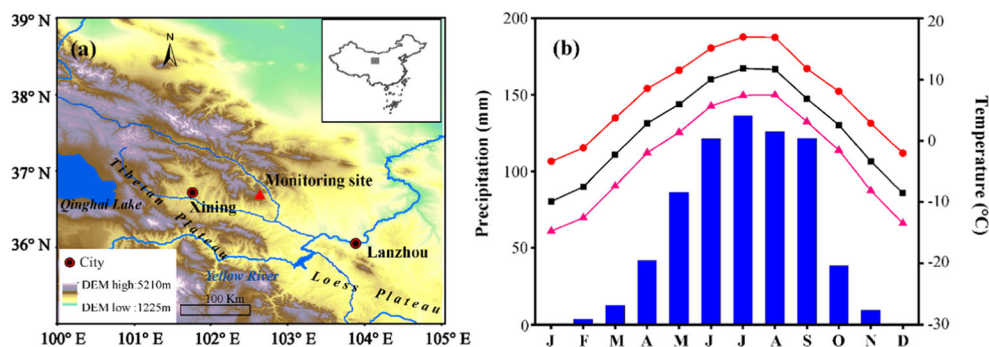 39° N
(a)
N
38° N
37° N
36° N
Tibetan Plateau
Monitoring site
Xining
Qinghai Lake
Lanzhou
Yellow River
Loess Plateau
City
DEM high:5210m
DEM low :1225m
100 Km
100° E 101° E 102° E 103° E 104° E 105° E
(b)
Precipitation (mm)
200
150
100
50
0
J F M A M J J A S O N D
20
10
0
-10
-20
-30
Temperature (°C)